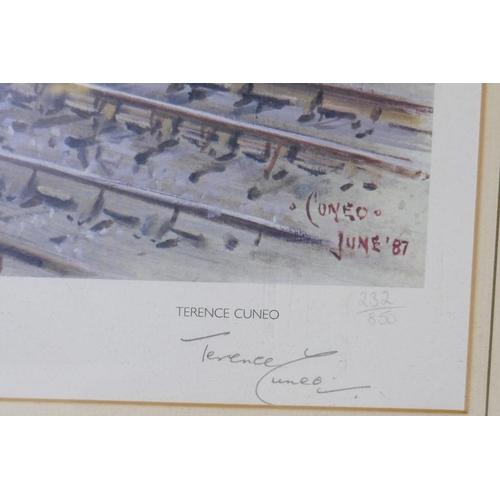 CUNEO
JUNE '87
TERENCE CUNEO
232
850
Terence
Cuneo